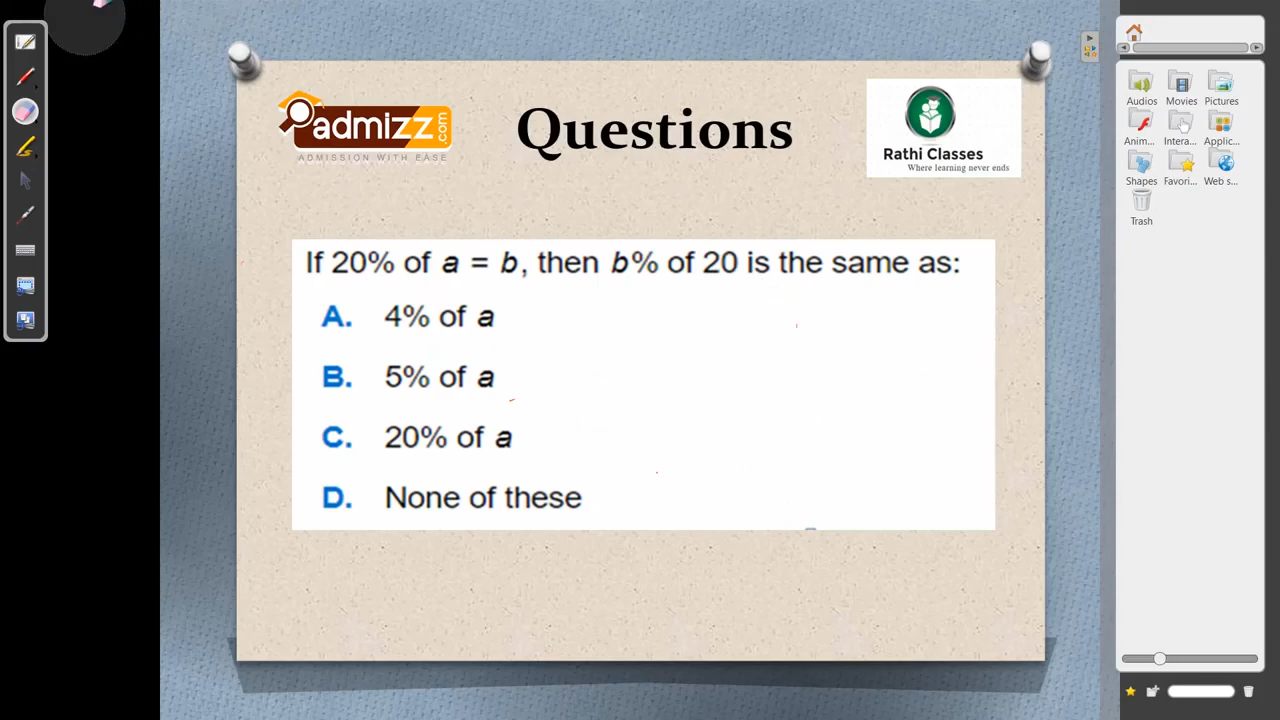 admizz.com
ADMISSION WITH EASE
Questions
Rathi Classes
Where learning never ends
If 20% of a = b, then b% of 20 is the same as:
A. 4% of a
B. 5% of a
C. 20% of a
D. None of these
Audios Movies Pictures
Anim... Intera... Applic...
Shapes Favori... Web s...
Trash